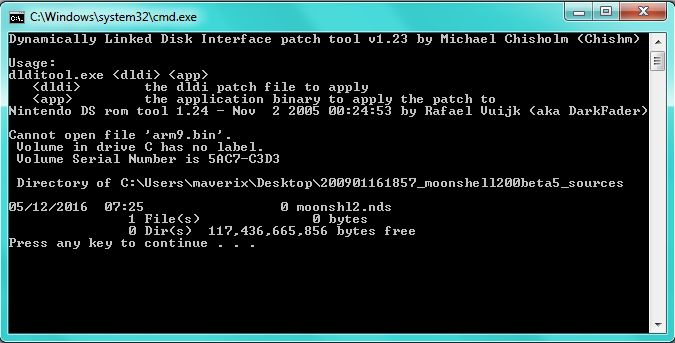 C:\Windows\system32\cmd.exe
Dynamically Linked Disk Interface patch tool v1.23 by Michael Chisholm (Chishm)
Usage:
dlditool.exe <dldi> <app>
<dldi> the dldi patch file to apply
<app> the application binary to apply the patch to
Nintendo DS rom tool 1.24 - Nov 2 2005 00:24:53 by Rafael Vuijk (aka DarkFader)
Cannot open file 'arm9.bin'.
Volume in drive C has no label.
Volume Serial Number is 5AC7-C3D3
Directory of C:\Users\maverix\Desktop\200901161857_moonshell200beta5_sources
05/12/2016 07:25 0 moonshl2.nds
1 File(s) 0 bytes
0 Dir(s) 117,436,665,856 bytes free
Press any key to continue . . .